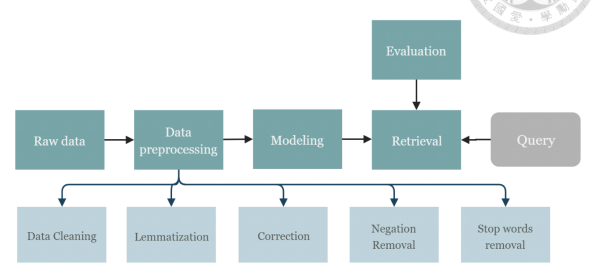 Evaluation
Raw data
Data
preprocessing
Modeling
Retrieval
Query
Data Cleaning
Lemmatization
Correction
Negation
Removal
Stop words
removal